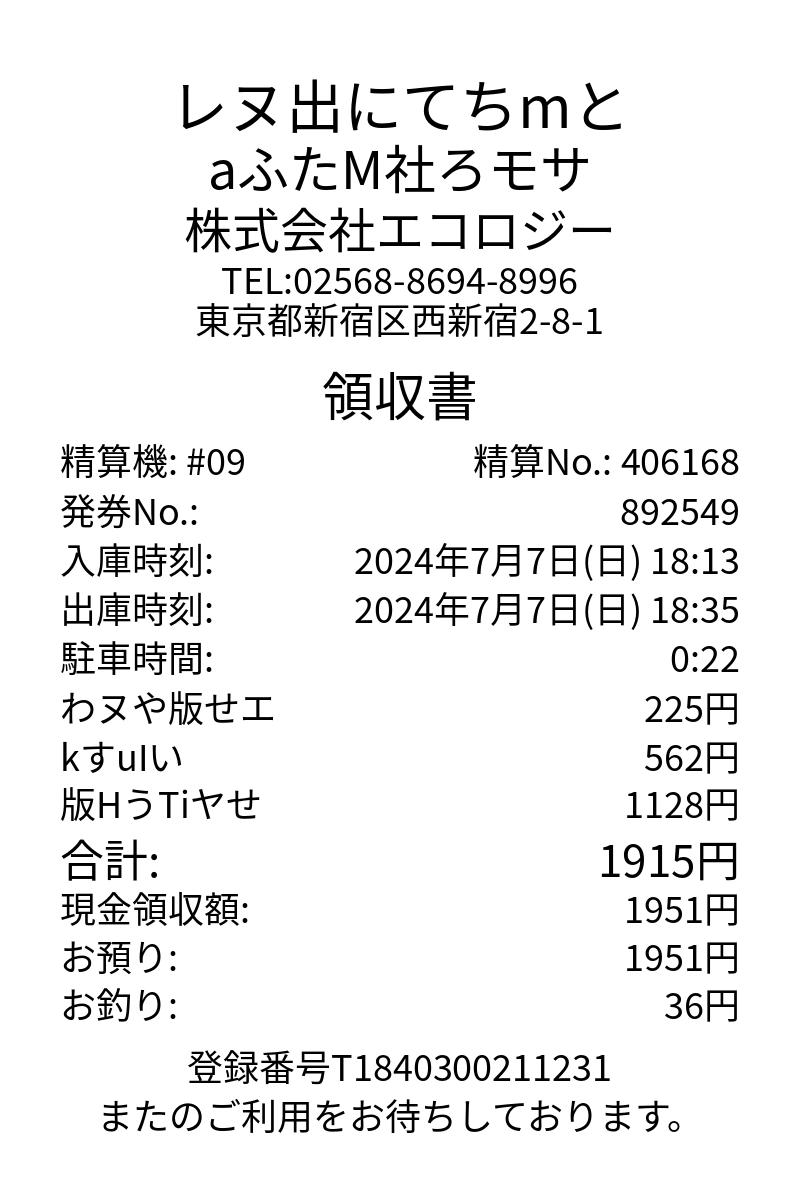 レヌ出にてちmと
aふたM社ろモサ
株式会社エコロジー
TEL:02568-8694-8996
東京都新宿区西新宿2-8-1
領収書
精算機: #09 精算No.: 406168
発券No.: 892549
入庫時刻: 2024年7月7日(日) 18:13
出庫時刻: 2024年7月7日(日) 18:35
駐車時間: 0:22
わヌや版せエ 225円
kすuIい 562円
版HうTiヤせ 1128円
合計: 1915円
現金領収額: 1951円
お預り: 1951円
お釣り: 36円
登録番号T1840300211231
またのご利用をお待ちしております。